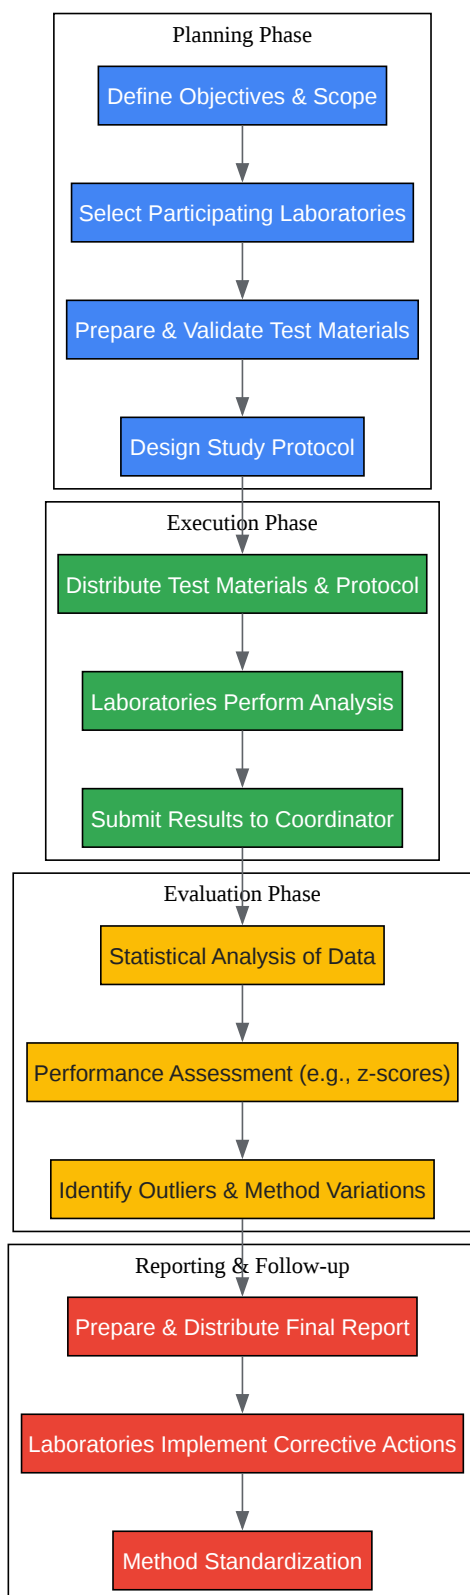 Planning Phase
Define Objectives & Scope
Select Participating Laboratories
Prepare & Validate Test Materials
Design Study Protocol
Execution Phase
Distribute Test Materials & Protocol
Laboratories Perform Analysis
Submit Results to Coordinator
Evaluation Phase
Statistical Analysis of Data
Performance Assessment (e.g., z-scores)
Identify Outliers & Method Variations
Reporting & Follow-up
Prepare & Distribute Final Report
Laboratories Implement Corrective Actions
Method Standardization